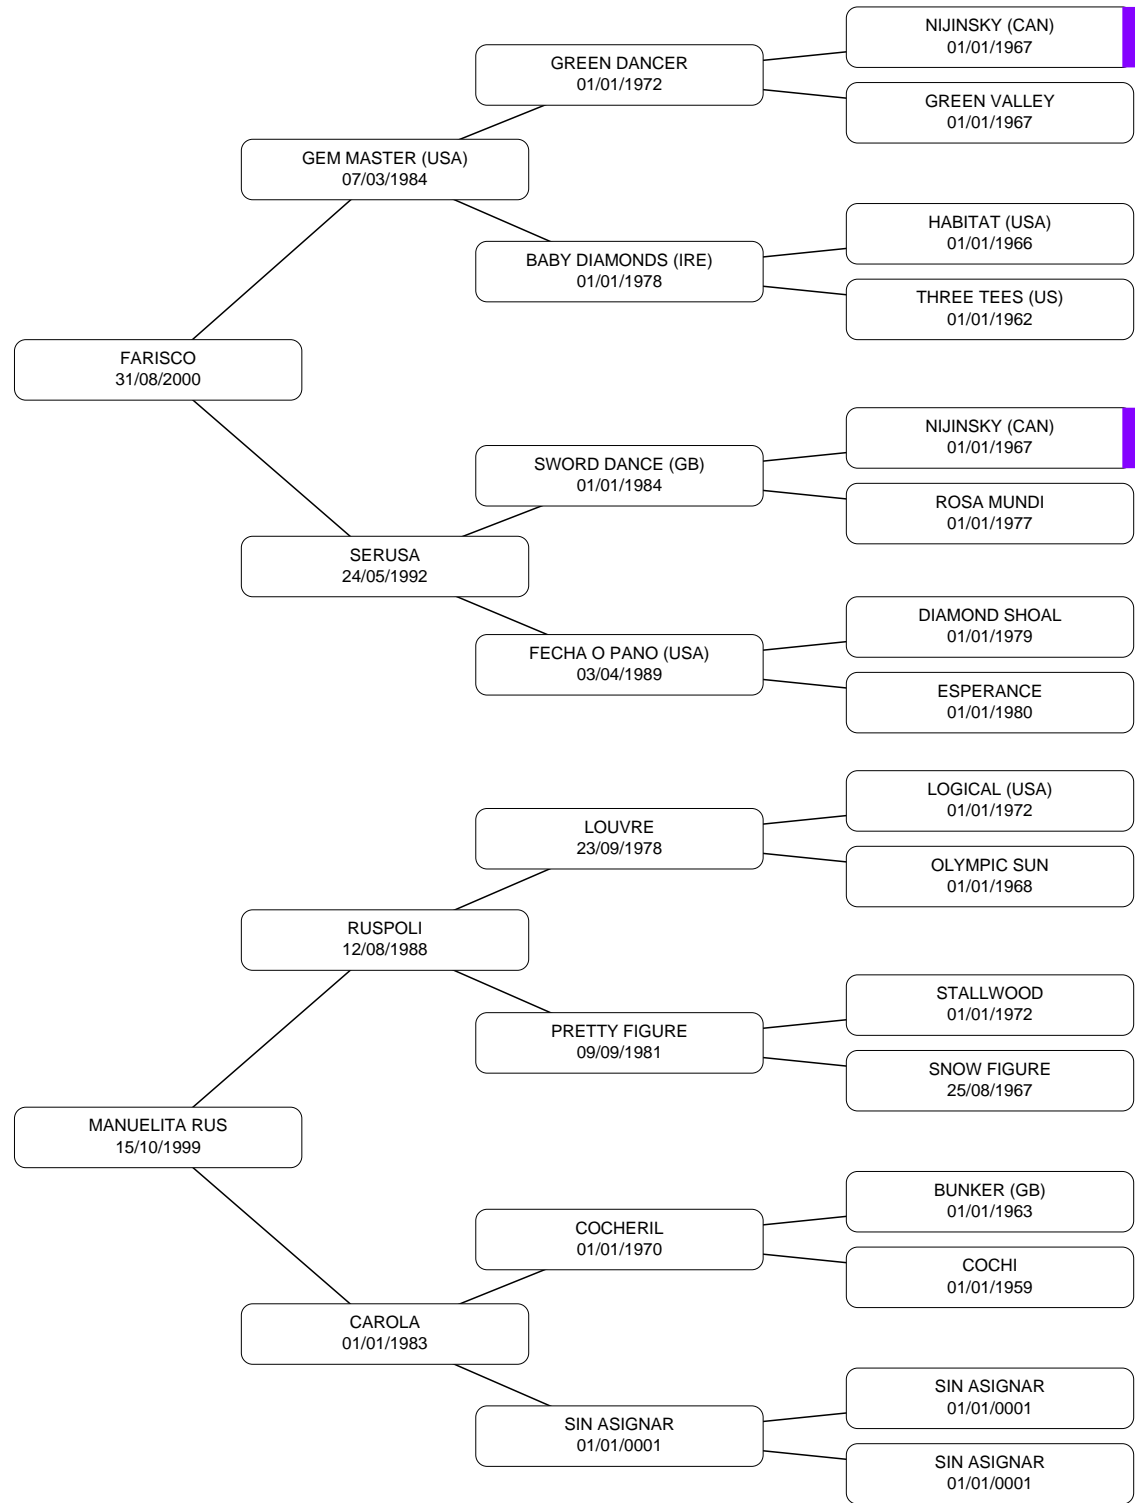 NIJINSKY (CAN)
01/01/1967
GREEN DANCER
01/01/1972
GREEN VALLEY
01/01/1967
GEM MASTER (USA)
07/03/1984
HABITAT (USA)
01/01/1966
BABY DIAMONDS (IRE)
01/01/1978
THREE TEES (US)
01/01/1962
FARISCO
31/08/2000
NIJINSKY (CAN)
01/01/1967
SWORD DANCE (GB)
01/01/1984
ROSA MUNDI
01/01/1977
SERUSA
24/05/1992
DIAMOND SHOAL
01/01/1979
FECHA O PANO (USA)
03/04/1989
ESPERANCE
01/01/1980
LOGICAL (USA)
01/01/1972
LOUVRE
23/09/1978
OLYMPIC SUN
01/01/1968
RUSPOLI
12/08/1988
STALLWOOD
01/01/1972
PRETTY FIGURE
09/09/1981
SNOW FIGURE
25/08/1967
MANUELITA RUS
15/10/1999
BUNKER (GB)
01/01/1963
COCHERIL
01/01/1970
COCHI
01/01/1959
CAROLA
01/01/1983
SIN ASIGNAR
01/01/0001
SIN ASIGNAR
01/01/0001
SIN ASIGNAR
01/01/0001